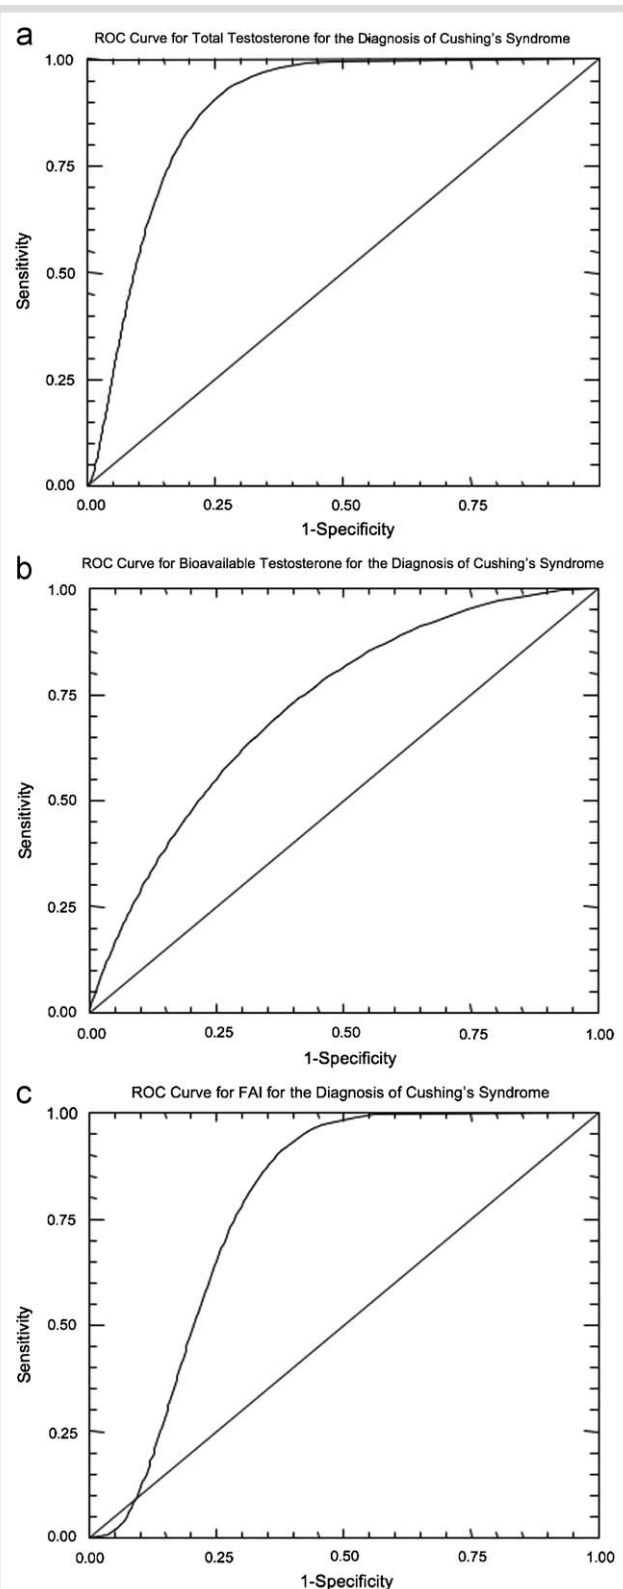 a
ROC Curve for Total Testosterone for the Diagnosis of Cushing's Syndrome
1.00
0.75
0.50
0.25
0.00
Sensitivity
0.00 0.25 0.50 0.75
1-Specificity
b
ROC Curve for Bioavailable Testosterone for the Diagnosis of Cushing's Syndrome
1.00
0.75
0.50
0.25
0.00
Sensitivity
0.00 0.25 0.50 0.75 1.00
1-Specificity
c
ROC Curve for FAI for the Diagnosis of Cushing's Syndrome
1.00
0.75
0.50
0.25
0.00
Sensitivity
0.00 0.25 0.50 0.75 1.00
1-Specificity